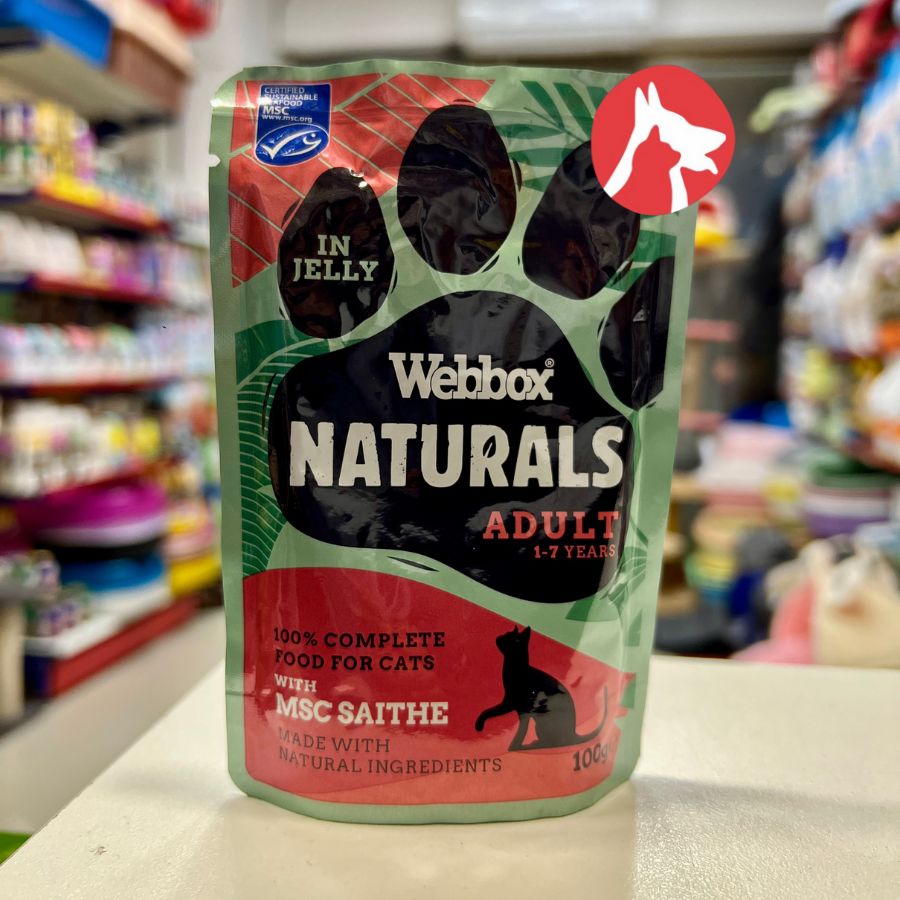 CERTIFIED
SUSTAINABLE
SEAFOOD
MSC
www.msc.org
IN
JELLY
Webbox®
NATURALS
ADULT
1-7 YEARS
100% COMPLETE
FOOD FOR CATS
WITH
MSC SAITHE
MADE WITH
NATURAL INGREDIENTS
100g